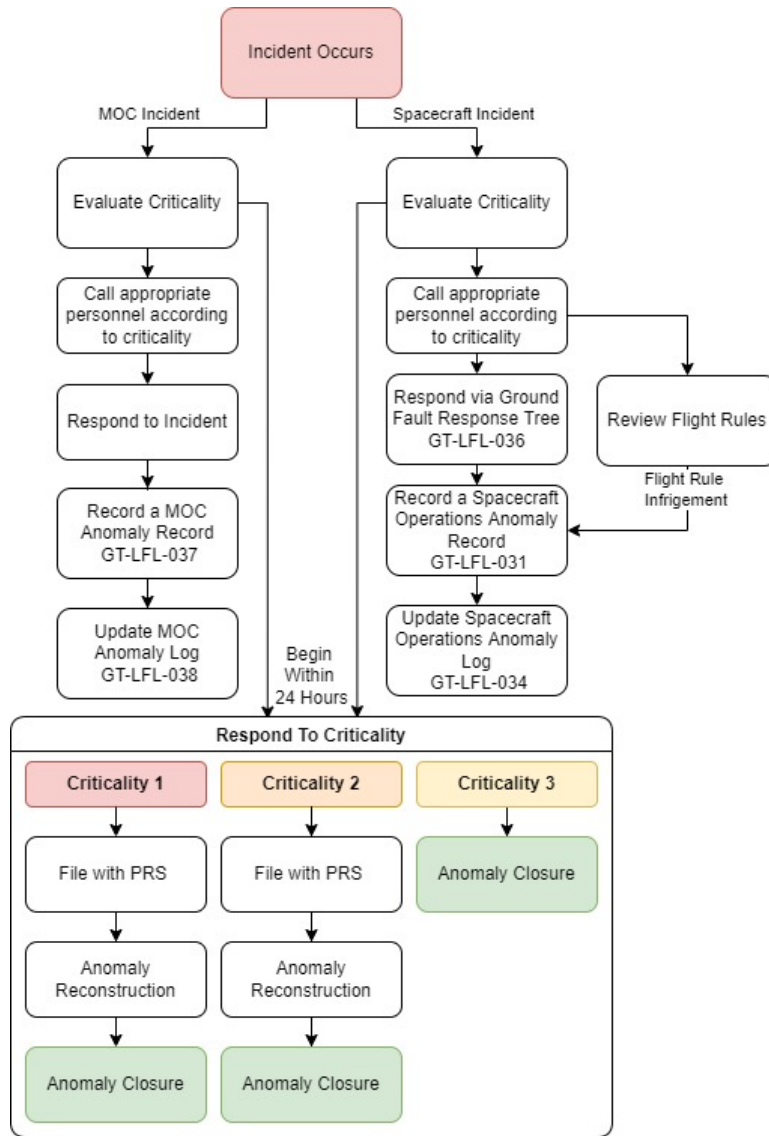 Incident Occurs
MOC Incident
Spacecraft Incident
Evaluate Criticality
Evaluate Criticality
Call appropriate
personnel according
to criticality
Call appropriate
personnel according
to criticality
Respond to Incident
Respond via Ground
Fault Response Tree
GT-LFL-036
Review Flight Rules
Flight Rule
Infrigement
Record a MOC
Anomaly Record
GT-LFL-037
Record a Spacecraft
Operations Anomaly
Record
GT-LFL-031
Update MOC
Anomaly Log
GT-LFL-038
Update Spacecraft
Operations Anomaly
Log
GT-LFL-034
Begin
Within
24 Hours
Respond To Criticality
Criticality 1
Criticality 2
Criticality 3
File with PRS
File with PRS
Anomaly Closure
Anomaly
Reconstruction
Anomaly
Reconstruction
Anomaly Closure
Anomaly Closure